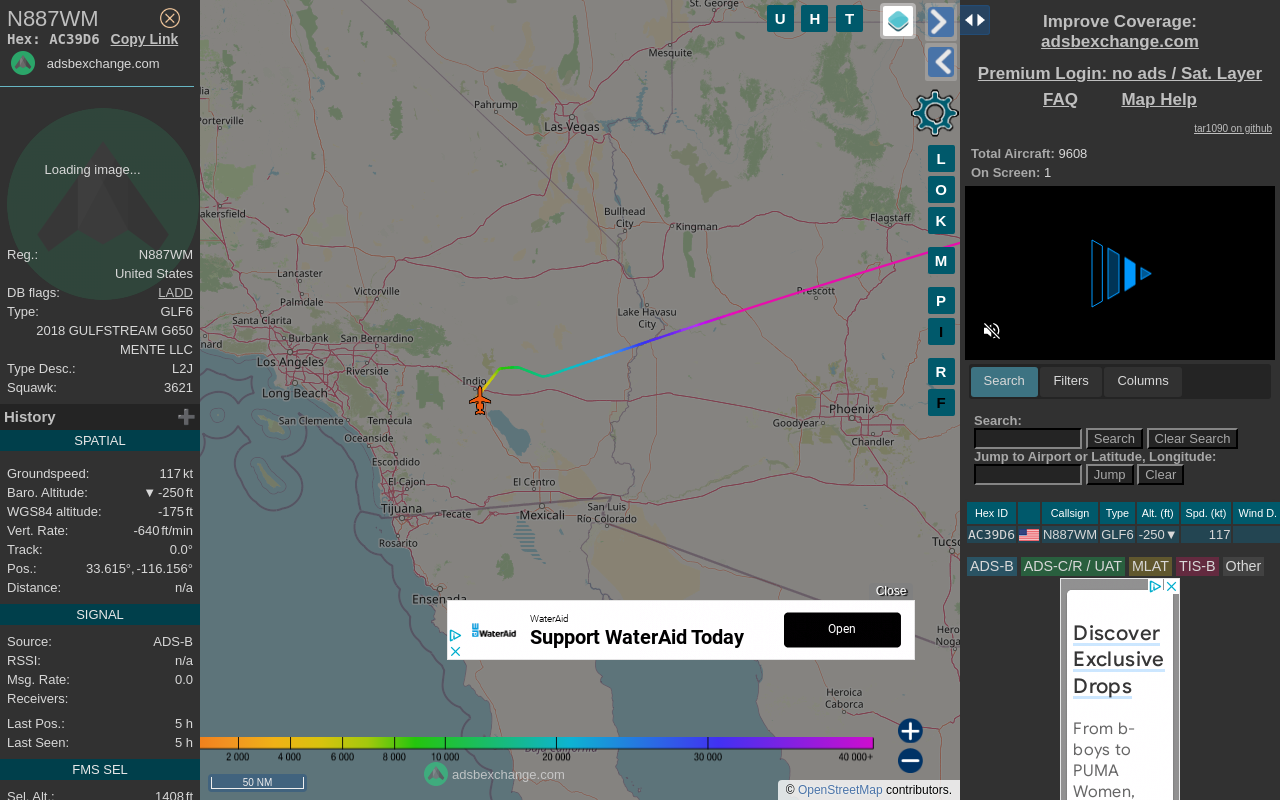 N887WM
Hex: AC39D6 Copy Link
adsbexchange.com
Loading image...
Reg.: N887WM
United States
DB flags: LADD
Type: GLF6
2018 GULFSTREAM G650
MENTE LLC
Type Desc.: L2J
Squawk: 3621
History
SPATIAL
Groundspeed: 117 kt
Baro. Altitude: ▼ -250 ft
WGS84 altitude: -175 ft
Vert. Rate: -640 ft/min
Track: 0.0°
Pos.: 33.615°, -116.156°
Distance: n/a
SIGNAL
Source: ADS-B
RSSI: n/a
Msg. Rate: 0.0
Receivers:
Last Pos.: 5 h
Last Seen: 5 h
FMS SEL
Sel. Alt.: 1408 ft
U H T
L
O
K
M
P
I
R
F
St. George
Mesquite
Pahrump
Las Vegas
Porterville
akersfield
Bullhead
City
Kingman
Flagstaff
Lancaster
Palmdale
Victorville
Prescott
Lake Havasu
City
Santa Clarita
nard
Burbank
San Bernardino
Los Angeles
Riverside
Indio
Long Beach
San Clemente
Temecula
Oceanside
Escondido
El Cajon
El Centro
Phoenix
Goodyear
Chandler
Tijuana
Tecate
Mexicali
San Luis
Río Colorado
Rosarito
Tucso
Ensenada
Heroica
Caborca
Baja California
Close
WaterAid
WaterAid
Support WaterAid Today
Open
2 000 4 000 6 000 8 000 10 000 20 000 30 000 40 000+
50 NM
adsbexchange.com
© OpenStreetMap contributors.
Improve Coverage:
adsbexchange.com
Premium Login: no ads / Sat. Layer
FAQ Map Help
tar1090 on github
Total Aircraft: 9608
On Screen: 1
Search Filters Columns
Search:
Search Clear Search
Jump to Airport or Latitude, Longitude:
Jump Clear
Hex ID Callsign Type Alt. (ft) Spd. (kt) Wind D.
AC39D6 N887WM GLF6 -250▼ 117
ADS-B ADS-C/R / UAT MLAT TIS-B Other
Discover
Exclusive
Drops
From b-
boys to
PUMA
Women,